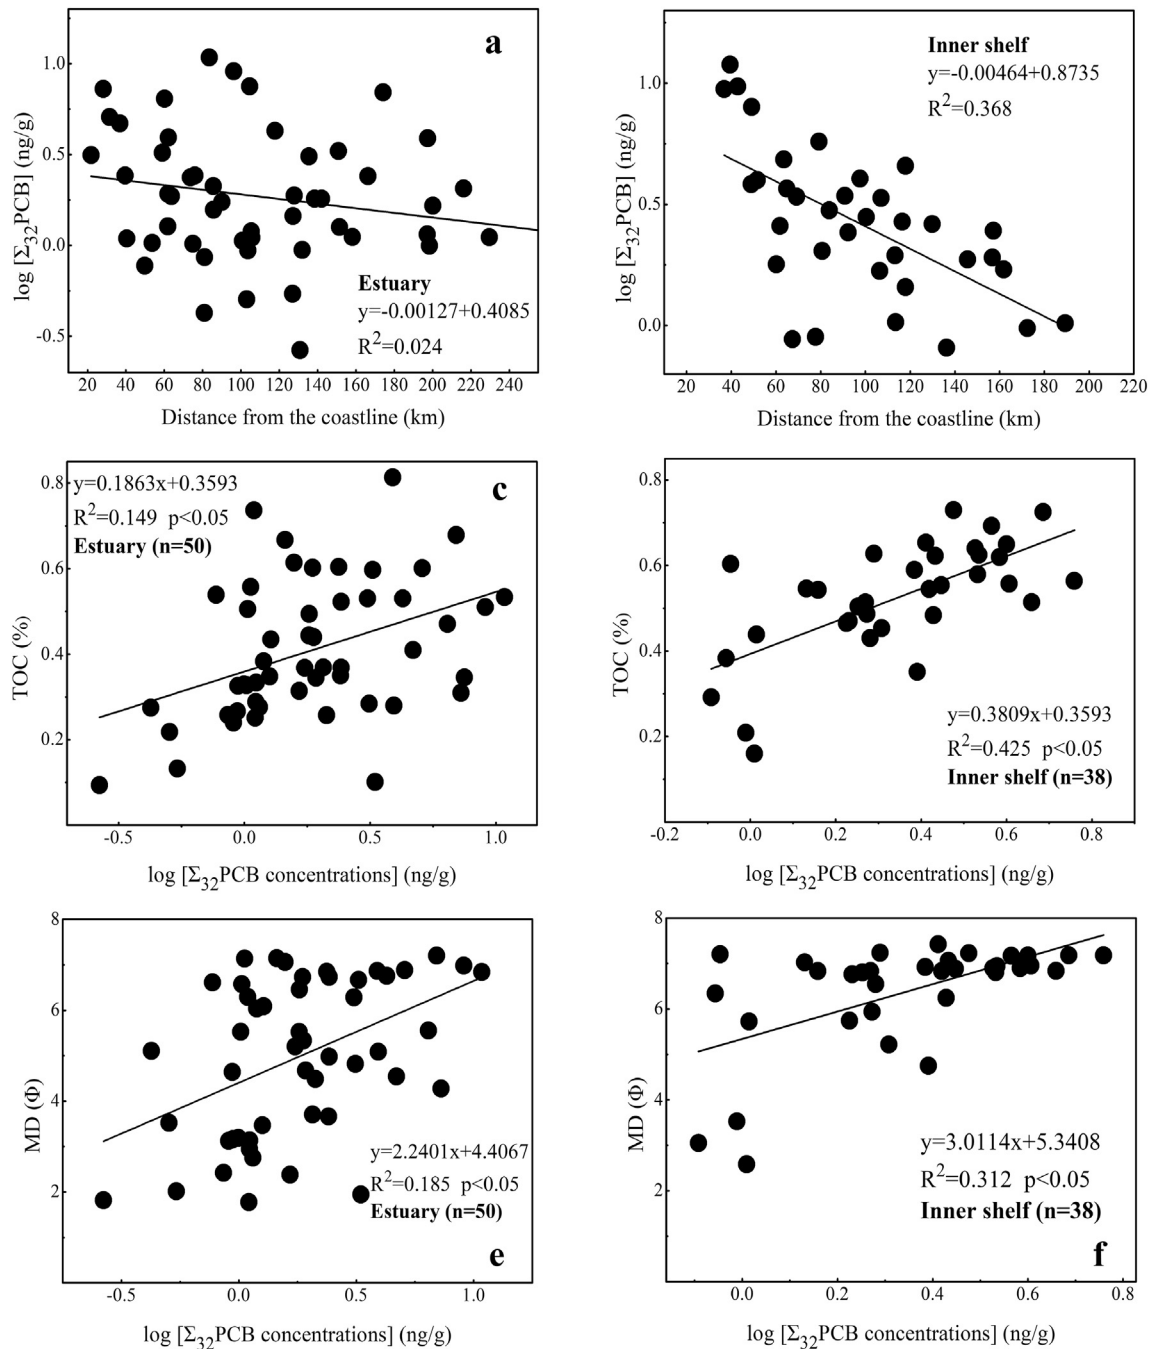 a
log [Σ32PCB] (ng/g)
1.0
0.5
0.0
-0.5
Estuary
y=-0.00127+0.4085
R2=0.024
20 40 60 80 100 120 140 160 180 200 220 240
Distance from the coastline (km)
log [Σ32PCB] (ng/g)
1.0
0.5
0.0
Inner shelf
y=-0.00464+0.8735
R2=0.368
20 40 60 80 100 120 140 160 180 200 220
Distance from the coastline (km)
c
TOC (%)
0.8
0.6
0.4
0.2
y=0.1863x+0.3593
R2=0.149 p<0.05
Estuary (n=50)
-0.5 0.0 0.5 1.0
log [Σ32PCB concentrations] (ng/g)
TOC (%)
0.8
0.6
0.4
0.2
y=0.3809x+0.3593
R2=0.425 p<0.05
Inner shelf (n=38)
-0.2 0.0 0.2 0.4 0.6 0.8
log [Σ32PCB concentrations] (ng/g)
MD (Φ)
8
6
4
2
y=2.2401x+4.4067
R2=0.185 p<0.05
Estuary (n=50)
e
-0.5 0.0 0.5 1.0
log [Σ32PCB concentrations] (ng/g)
MD (Φ)
8
6
4
2
y=3.0114x+5.3408
R2=0.312 p<0.05
Inner shelf (n=38)
f
0.0 0.2 0.4 0.6 0.8
log [Σ32PCB concentrations] (ng/g)